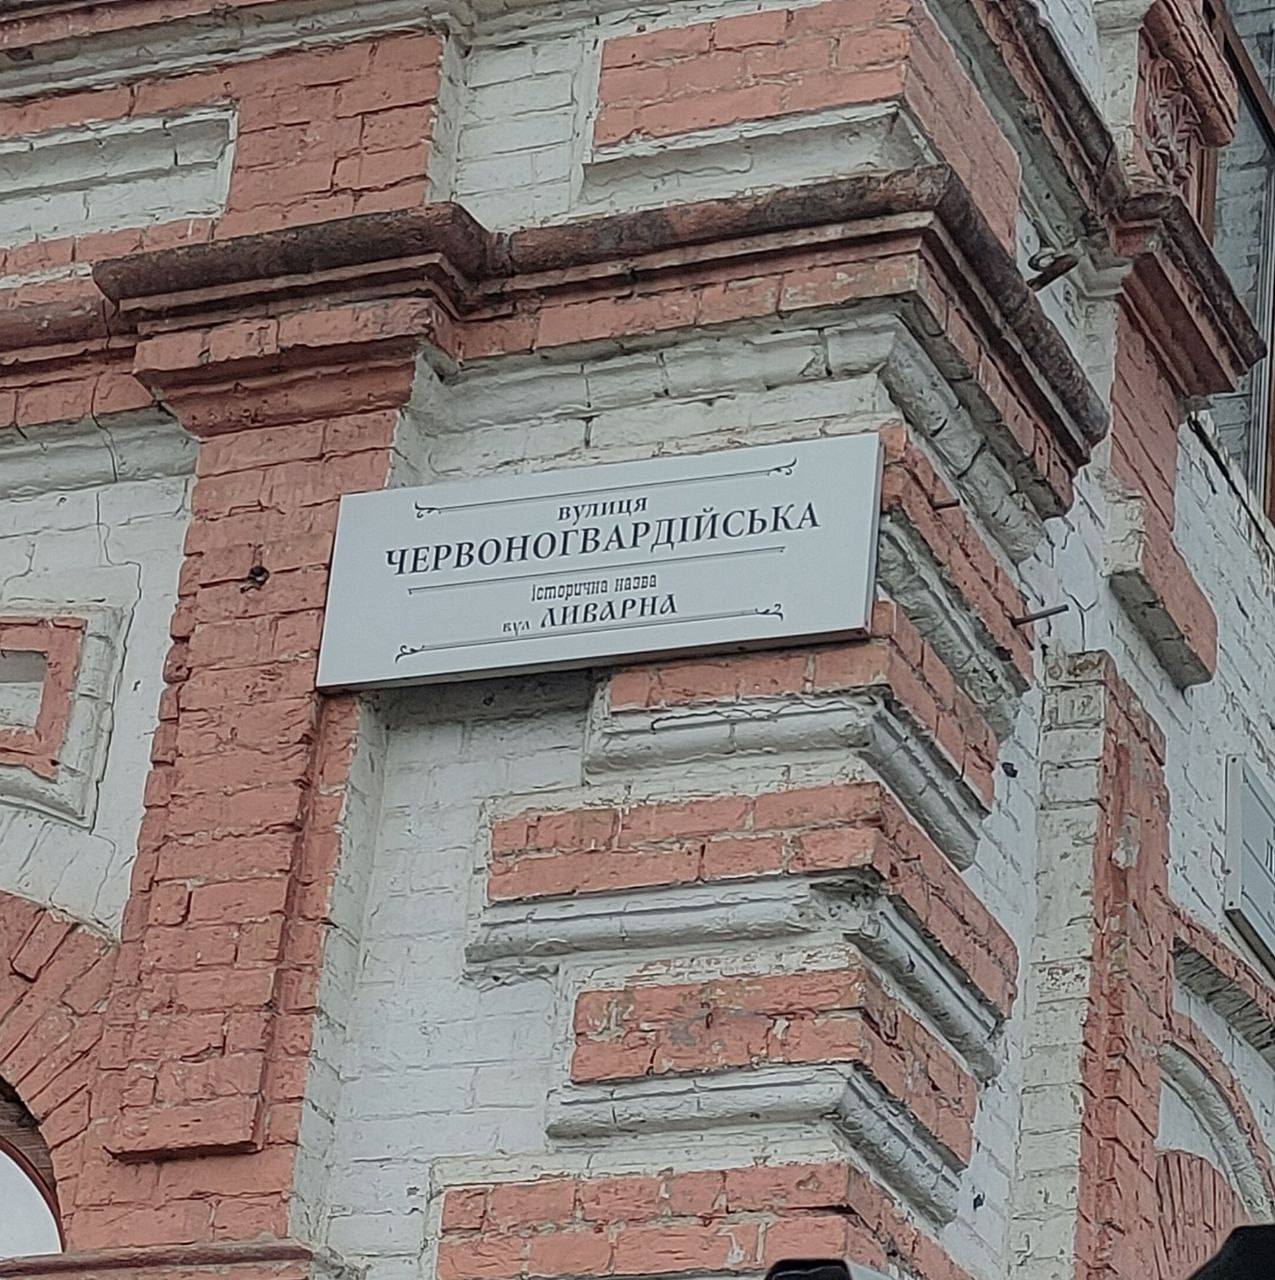 вулиця
ЧЕРВОНОГВАРДІЙСЬКА
історична назва
вул ЛИВАРНА